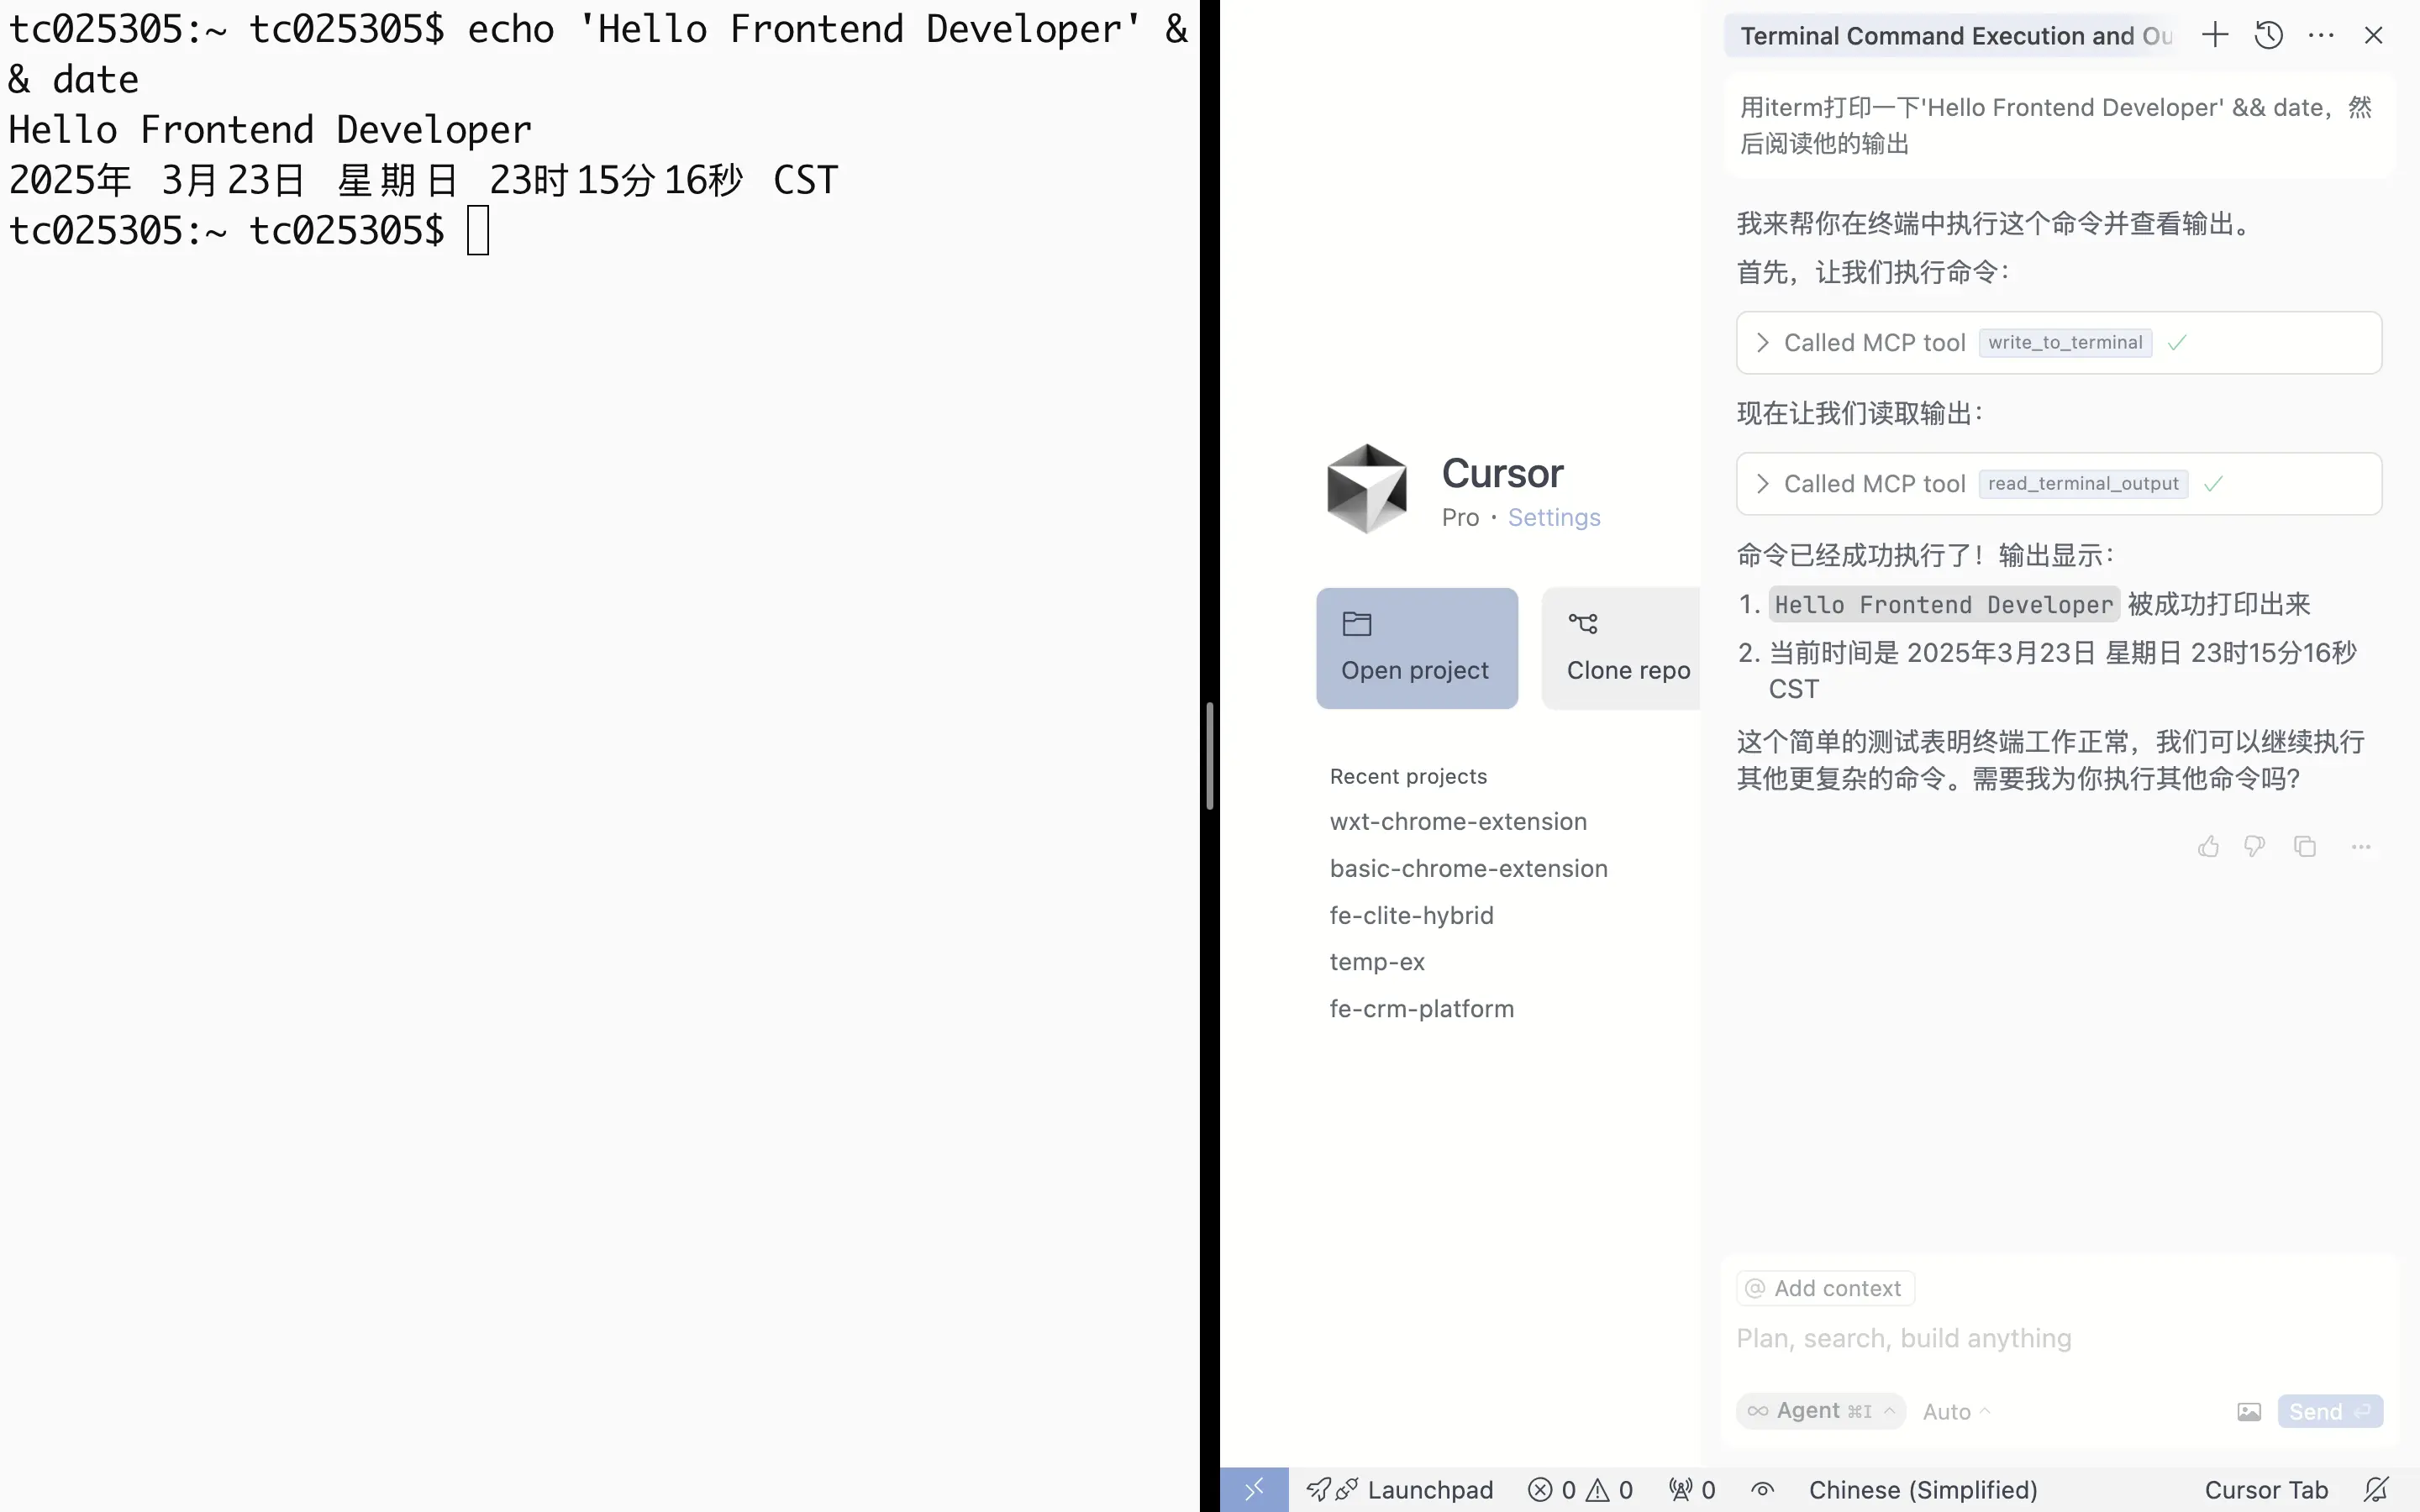 tc025305:~ tc025305$ echo 'Hello Frontend Developer' &
& date
Hello Frontend Developer
2025年 3月23日 星期日 23时15分16秒 CST
tc025305:~ tc025305$
Cursor
Pro · Settings
Open project
Clone repo
Recent projects
wxt-chrome-extension
basic-chrome-extension
fe-clite-hybrid
temp-ex
fe-crm-platform
Terminal Command Execution and Ou
用iterm打印一下'Hello Frontend Developer' && date，然
后阅读他的输出
我来帮你在终端中执行这个命令并查看输出。
首先，让我们执行命令：
Called MCP tool write_to_terminal
现在让我们读取输出：
Called MCP tool read_terminal_output
命令已经成功执行了！输出显示：
1. Hello Frontend Developer 被成功打印出来
2. 当前时间是 2025年3月23日 星期日 23时15分16秒
CST
这个简单的测试表明终端工作正常，我们可以继续执行
其他更复杂的命令。需要我为你执行其他命令吗？
@ Add context
Plan, search, build anything
Agent ⌘I
Auto
Send
Launchpad
0
0
0
Chinese (Simplified)
Cursor Tab